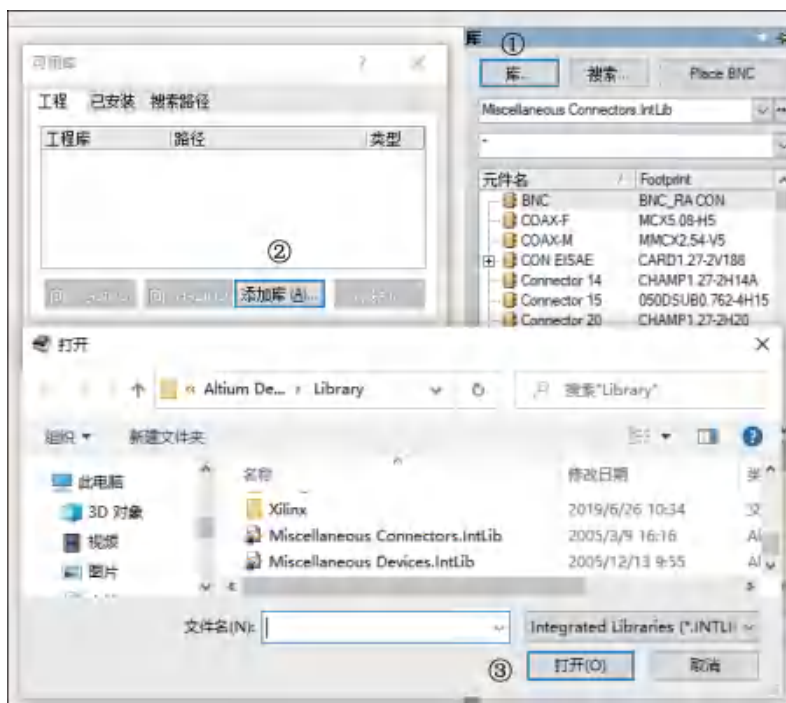 库
①
可用库
?
库...
搜索...
Place BNC
工程 已安装 搜索路径
Miscellaneous Connectors.IntLib
工程库 路径 类型
元件名 / Footprint
BNC BNC_RA CON
COAX-F MCX5.08-H5
COAX-M MMCX2.54-V5
②
CON EISAE CARD1.27-2V188
Connector 14 CHAMP1.27-2H14A
添加库 (A)...
Connector 15 050DSUB0.762-4H15
Connector 20 CHAMP1.27-2H20
打开
« Altium De... › Library
搜索"Library"
组织 新建文件夹
此电脑
名称 修改日期
3D 对象
Xilinx 2019/6/26 10:34
视频
Miscellaneous Connectors.IntLib 2005/3/9 16:16
图片
Miscellaneous Devices.IntLib 2005/12/13 9:55
文件名(N):
Integrated Libraries (*.INTLI
③
打开(O)
取消